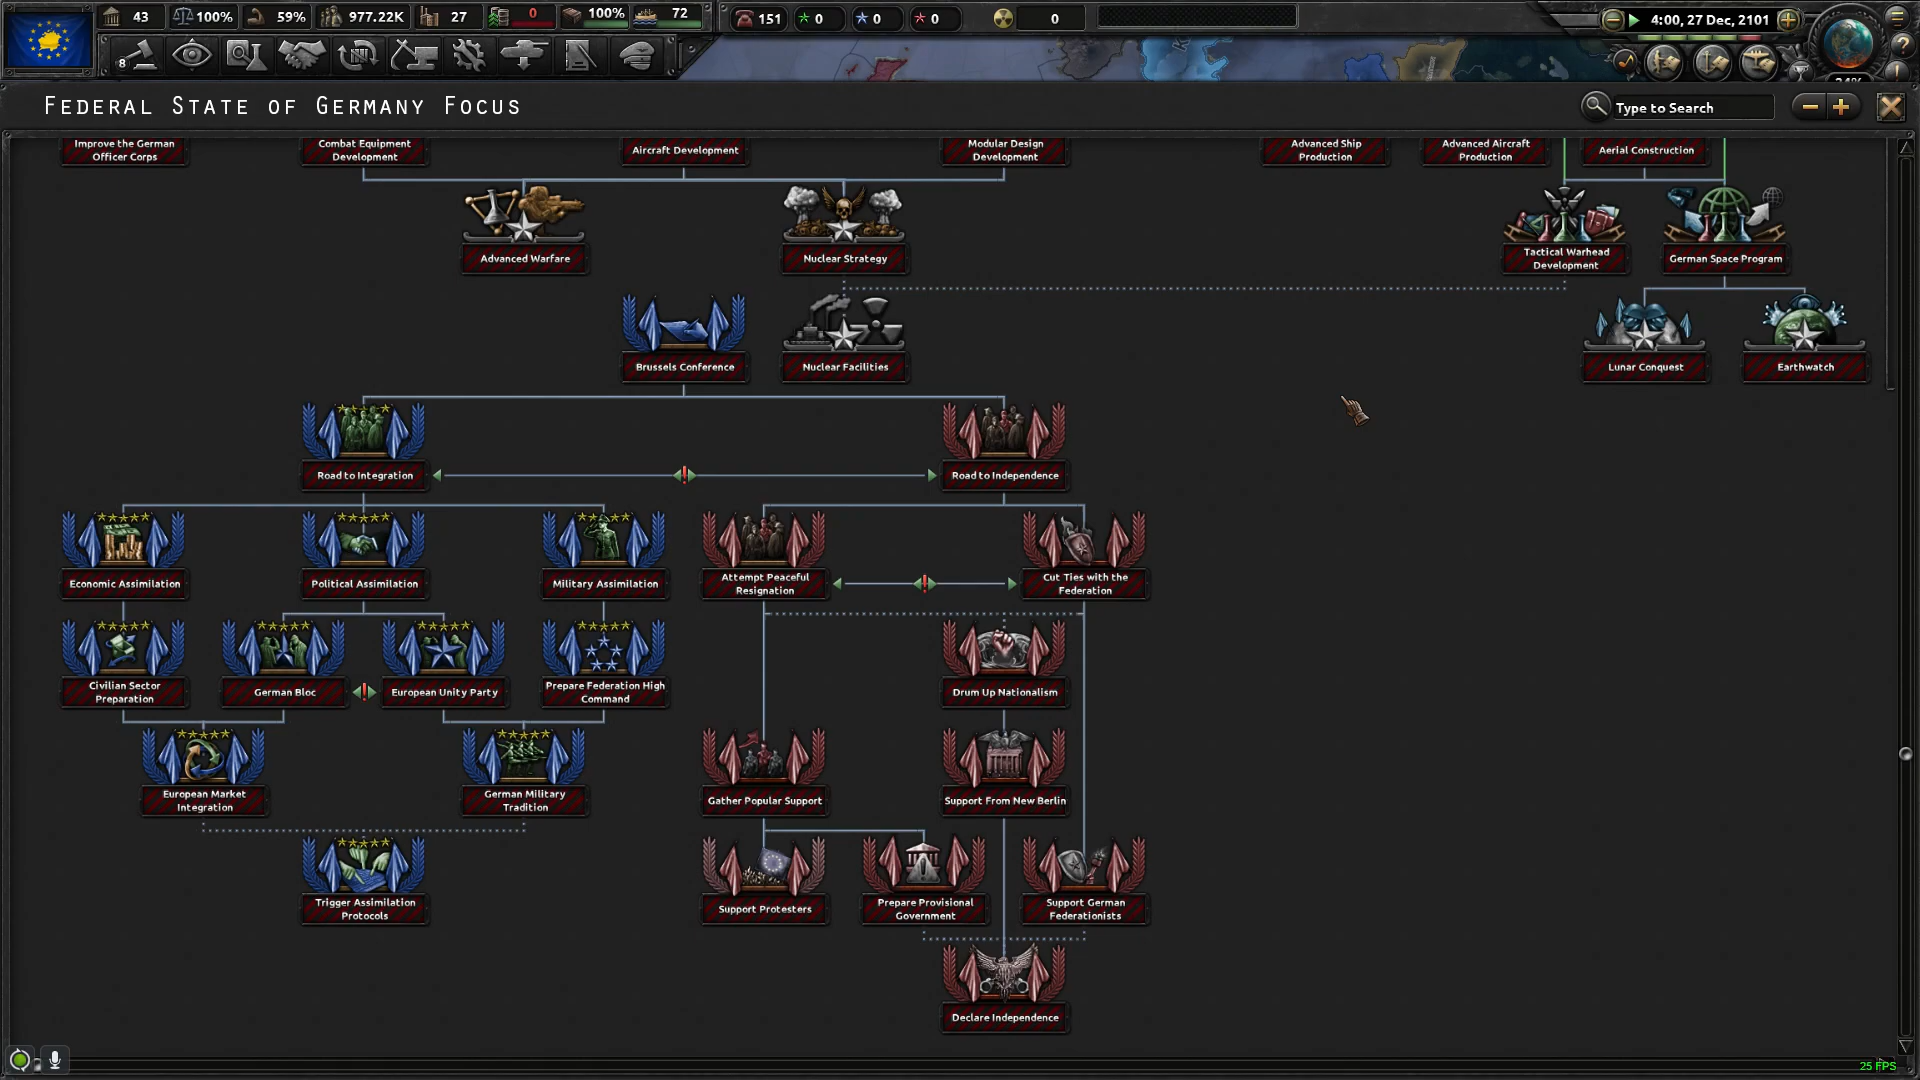 43
100%
59%
977.22K
27
0
100%
72
151
0
0
0
0
4:00, 27 Dec, 2101
8
Federal State of Germany Focus
Type to Search
Improve the German
Officer Corps
Combat Equipment
Development
Aircraft Development
Modular Design
Development
Advanced Ship
Production
Advanced Aircraft
Production
Aerial Construction
Advanced Warfare
Nuclear Strategy
Tactical Warhead
Development
German Space Program
Brussels Conference
Nuclear Facilities
Lunar Conquest
Earthwatch
Road to Integration
Road to Independence
Economic Assimilation
Political Assimilation
Military Assimilation
Attempt Peaceful
Resignation
Cut Ties with the
Federation
Civilian Sector
Preparation
German Bloc
European Unity Party
Prepare Federation High
Command
Drum Up Nationalism
European Market
Integration
German Military
Tradition
Gather Popular Support
Support From New Berlin
Trigger Assimilation
Protocols
Support Protesters
Prepare Provisional
Government
Support German
Federationists
Declare Independence
25 FPS